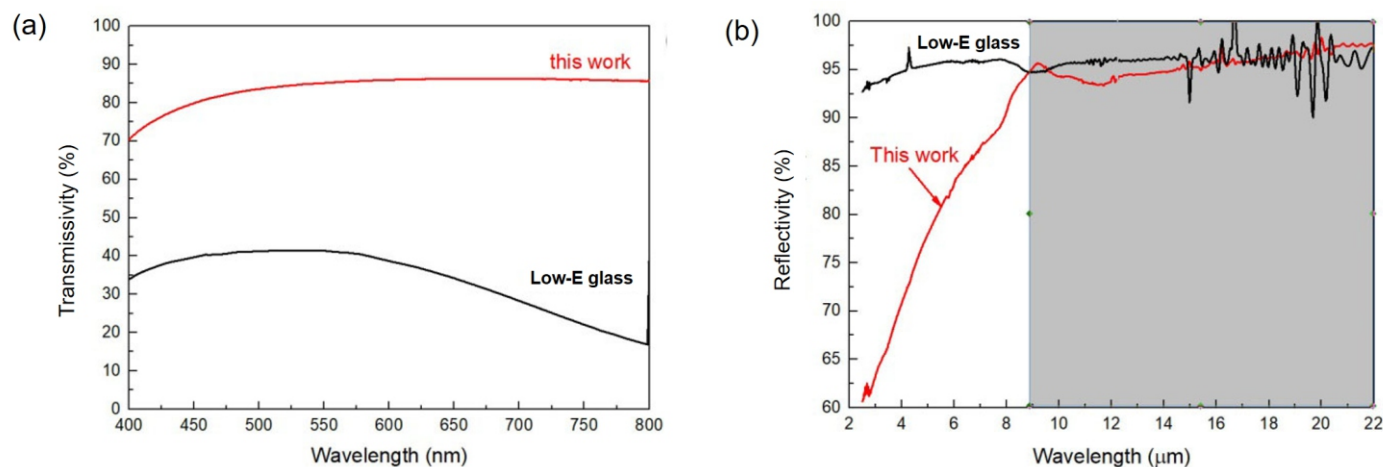 (a)
100
90
80
70
60
50
40
30
20
10
0
Transmissivity (%)
this work
Low-E glass
400 450 500 550 600 650 700 750 800
Wavelength (nm)
(b)
100
95
90
85
80
75
70
65
60
Reflectivity (%)
Low-E glass
This work
2 4 6 8 10 12 14 16 18 20 22
Wavelength (μm)